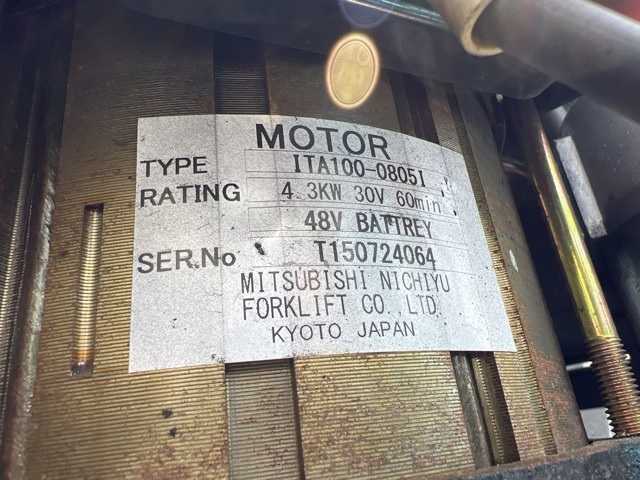 MOTOR
TYPE ITA100-0805I
RATING 4.3KW 30V 60min
48V BATTREY
SER.No T150724064
MITSUBISHI NICHIYU
FORKLIFT CO.,LTD.
KYOTO JAPAN